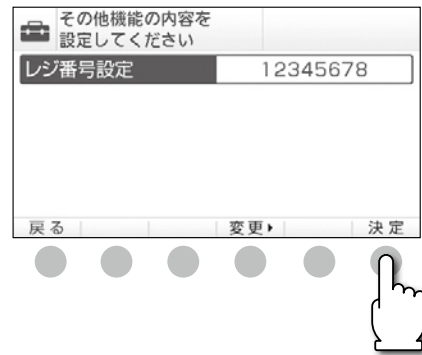 その他機能の内容を
設定してください
レジ番号設定 12345678
戻る 変更▶ 決定